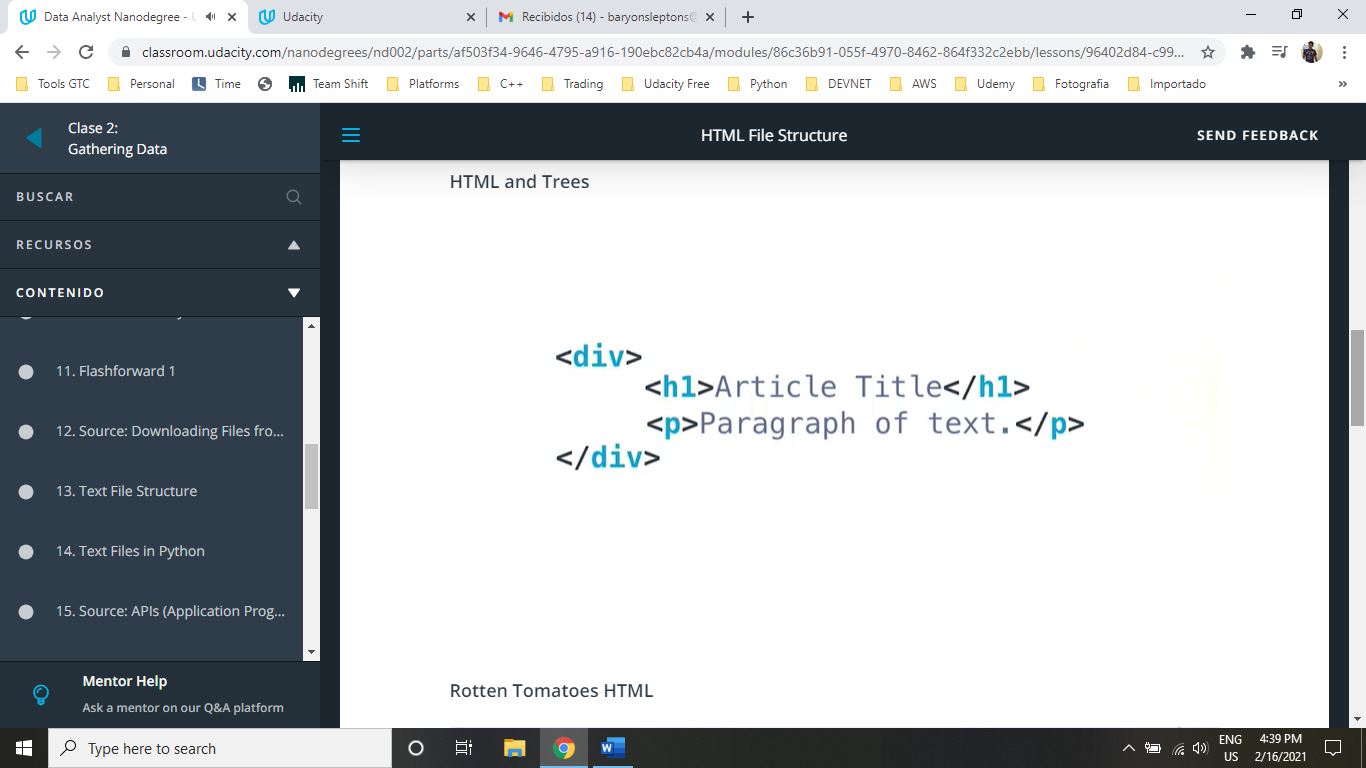 Data Analyst Nanodegree -
Udacity
Recibidos (14) - baryonsleptons@
classroom.udacity.com/nanodegrees/nd002/parts/af503f34-9646-4795-a916-190ebc82cb4a/modules/86c36b91-055f-4970-8462-864f332c2ebb/lessons/96402d84-c99...
Tools GTC
Personal
Time
Team Shift
Platforms
C++
Trading
Udacity Free
Python
DEVNET
AWS
Udemy
Fotografia
Importado
»
Clase 2:
Gathering Data
HTML File Structure
SEND FEEDBACK
BUSCAR
RECURSOS
CONTENIDO
11. Flashforward 1
12. Source: Downloading Files fro...
13. Text File Structure
14. Text Files in Python
15. Source: APIs (Application Prog...
Mentor Help
Ask a mentor on our Q&A platform
HTML and Trees
<div>
<h1>Article Title</h1>
<p>Paragraph of text.</p>
</div>
Rotten Tomatoes HTML
Type here to search
W
ENG
US
4:39 PM
2/16/2021